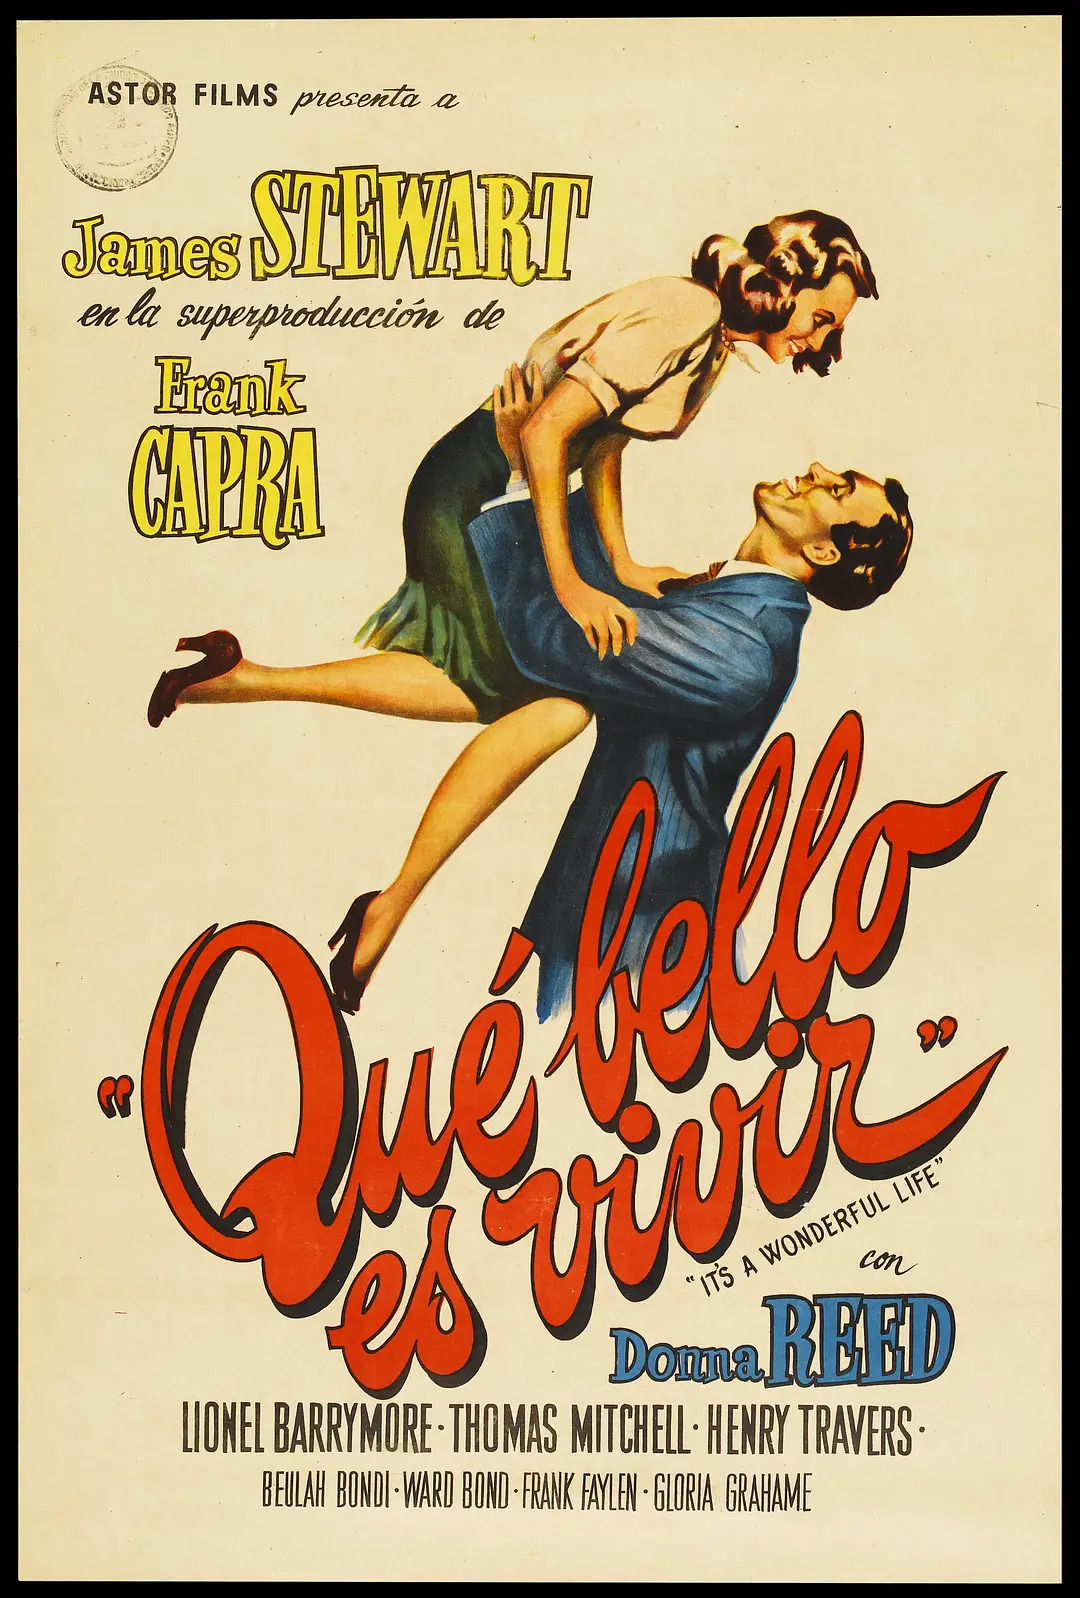 ASTOR FILMS presenta a
James STEWART
en la superproducción de
Frank
CAPRA
"Qué bello
es vivir"
"IT'S A WONDERFUL LIFE"
con
Donna REED
LIONEL BARRYMORE · THOMAS MITCHELL · HENRY TRAVERS ·
BEULAH BONDI · WARD BOND · FRANK FAYLEN · GLORIA GRAHAME